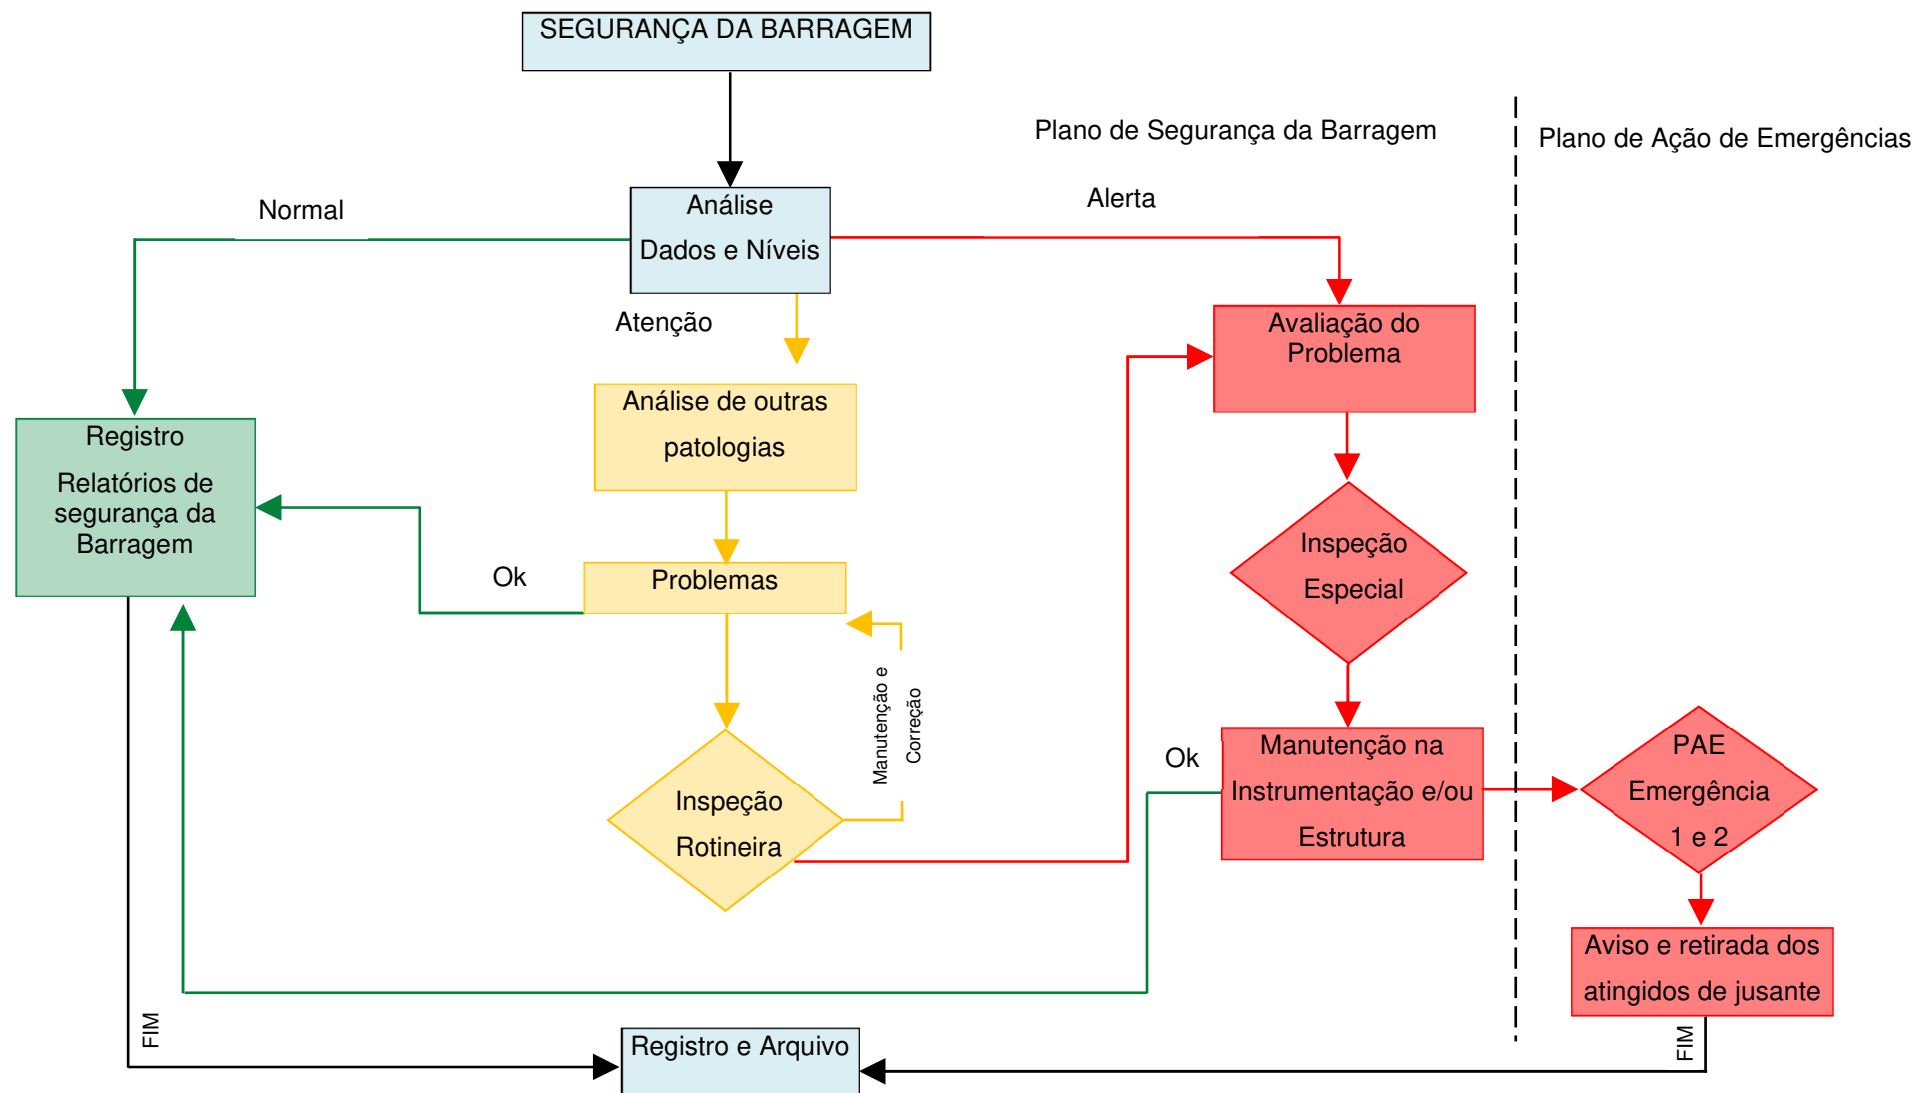 SEGURANÇA DA BARRAGEM
Plano de Segurança da Barragem
Plano de Ação de Emergências
Normal
Análise
Dados e Níveis
Alerta
Atenção
Avaliação do
Problema
Análise de outras
patologias
Registro
Relatórios de
segurança da
Barragem
Ok
Problemas
Inspeção
Especial
Manutenção e
Correção
Inspeção
Rotineira
Ok
Manutenção na
Instrumentação e/ou
Estrutura
PAE
Emergência
1 e 2
Aviso e retirada dos
atingidos de jusante
FIM
Registro e Arquivo
FIM